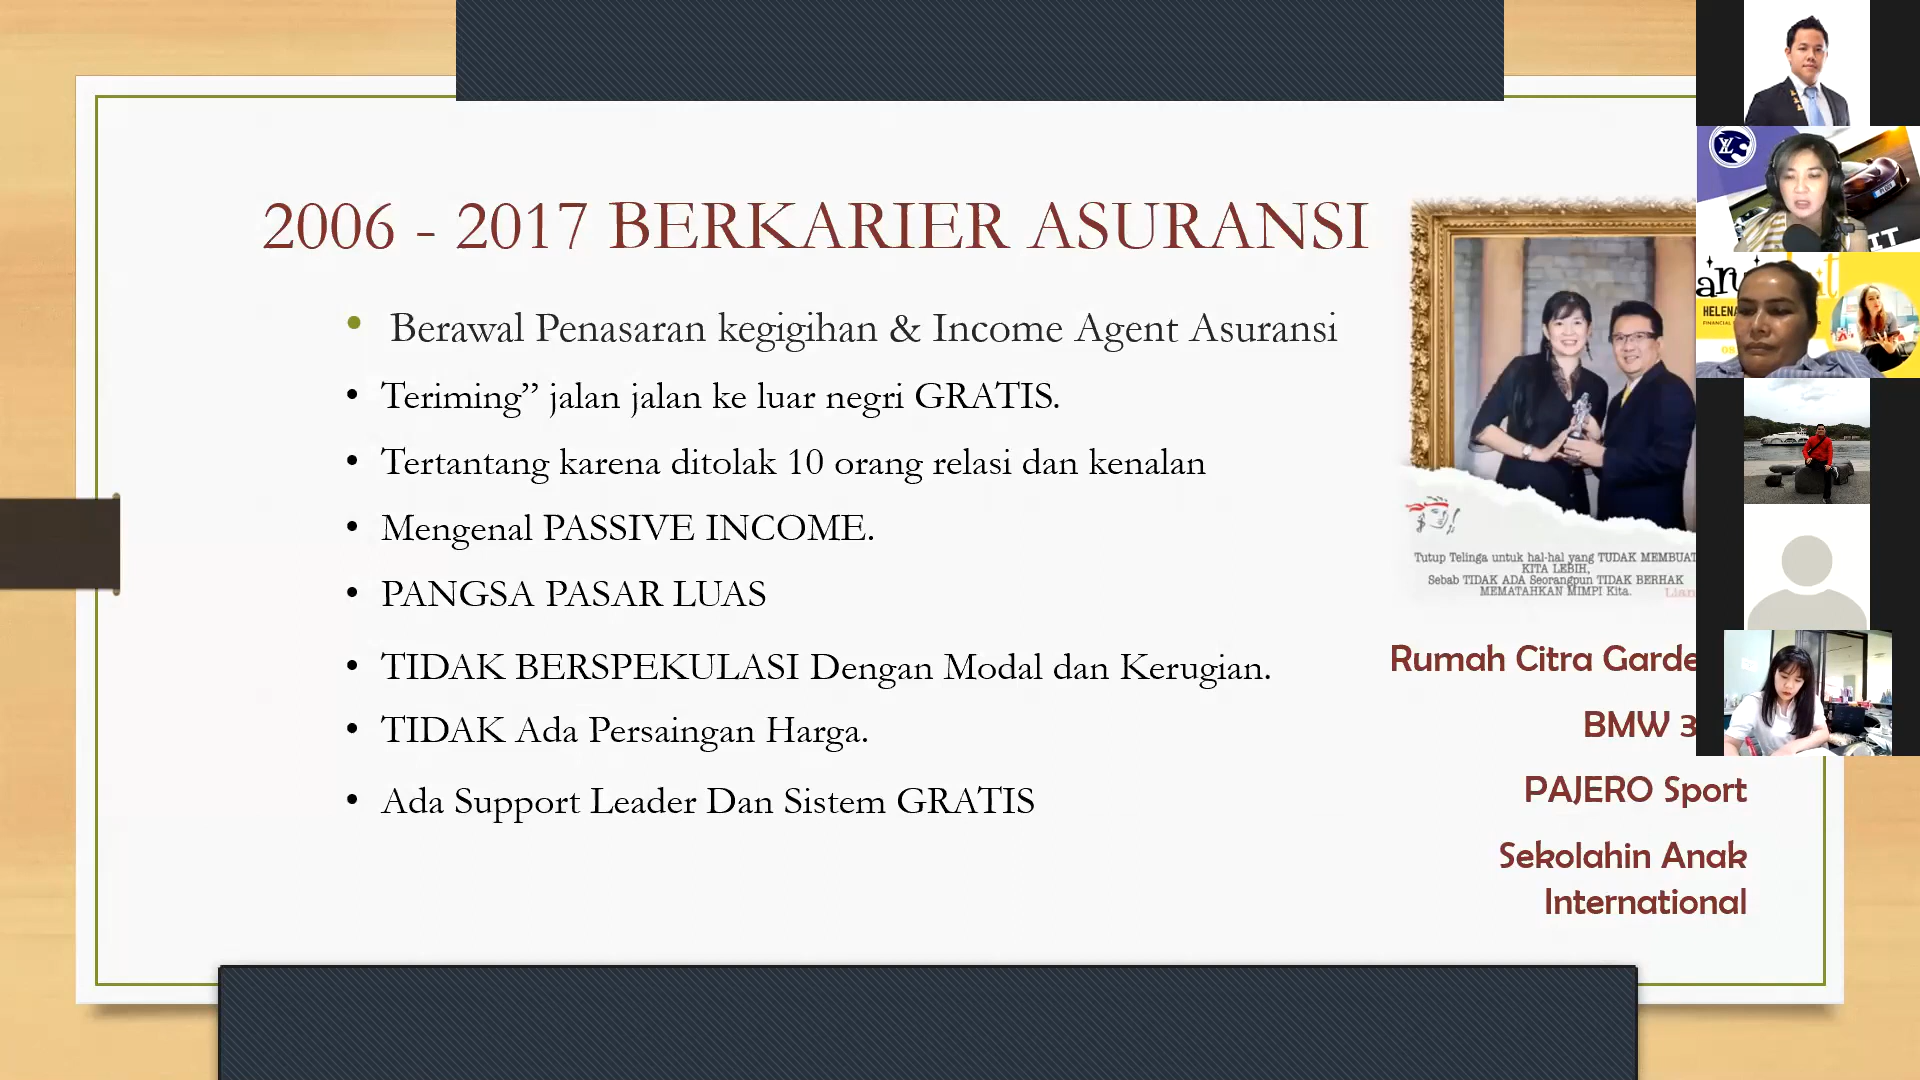 2006 - 2017 BERKARIER ASURANSI
• Berawal Penasaran kegigihan & Income Agent Asuransi
• Teriming” jalan jalan ke luar negri GRATIS.
• Tertantang karena ditolak 10 orang relasi dan kenalan
• Mengenal PASSIVE INCOME.
• PANGSA PASAR LUAS
• TIDAK BERSPEKULASI Dengan Modal dan Kerugian.
• TIDAK Ada Persaingan Harga.
• Ada Support Leader Dan Sistem GRATIS
Tutup Telinga untuk hal-hal yang TUDAK MEMBUAT
KITA LEBIH,
Sebab TIDAK ADA Seorangpun TIDAK BERHAK
MEMATAHKAN MIMPI Kita.
Lian
Rumah Citra Garde
BMW 3
PAJERO Sport
Sekolahin Anak
International
HELENA